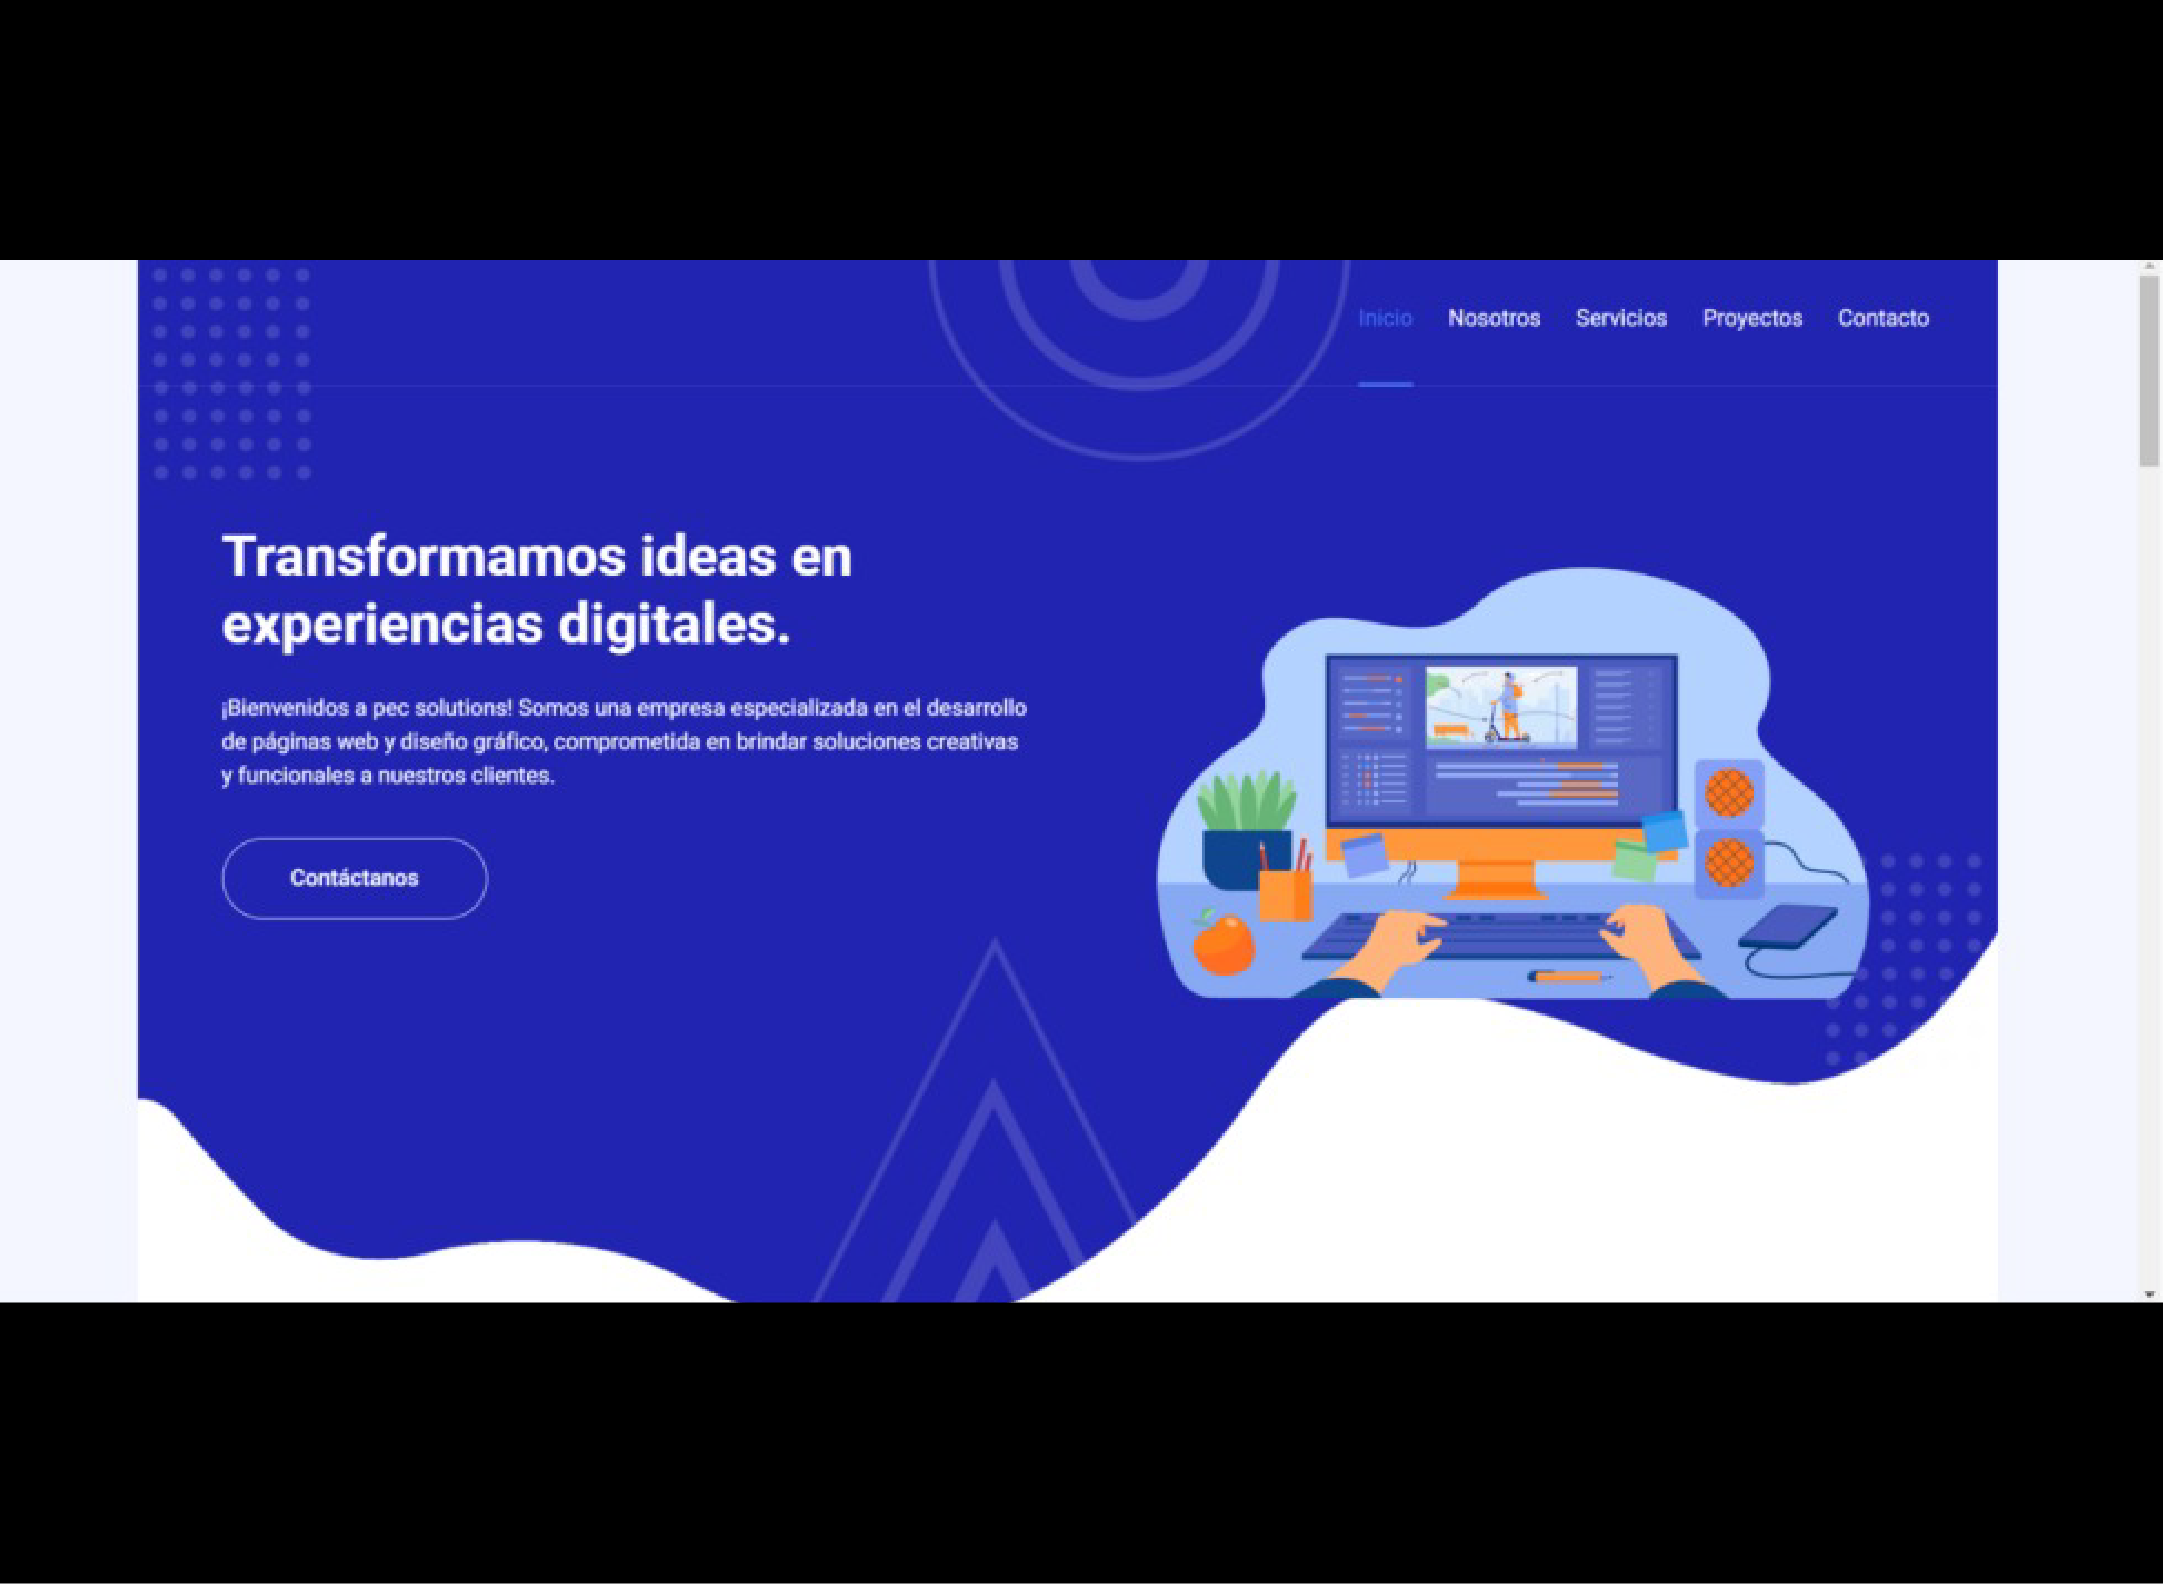 Inicio Nosotros Servicios Proyectos Contacto
Transformamos ideas en
experiencias digitales.
¡Bienvenidos a pec solutions! Somos una empresa especializada en el desarrollo
de páginas web y diseño gráfico, comprometida en brindar soluciones creativas
y funcionales a nuestros clientes.
Contáctanos